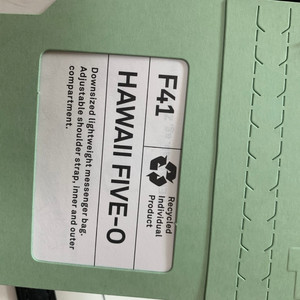 F41
Recycled
Individual
Product
HAWAII FIVE-O
Downsized lightweight messenger bag.
Adjustable shoulder strap, inner and outer
compartment.